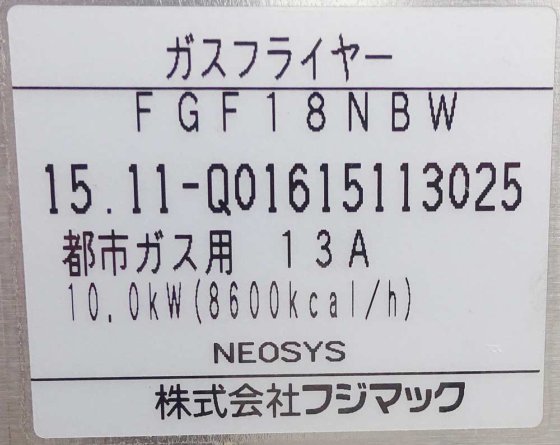 ガスフライヤー
FGF18NBW
15.11-Q01615113025
都市ガス用 13A
10.0kW(8600kcal/h)
NEOSYS
株式会社フジマック